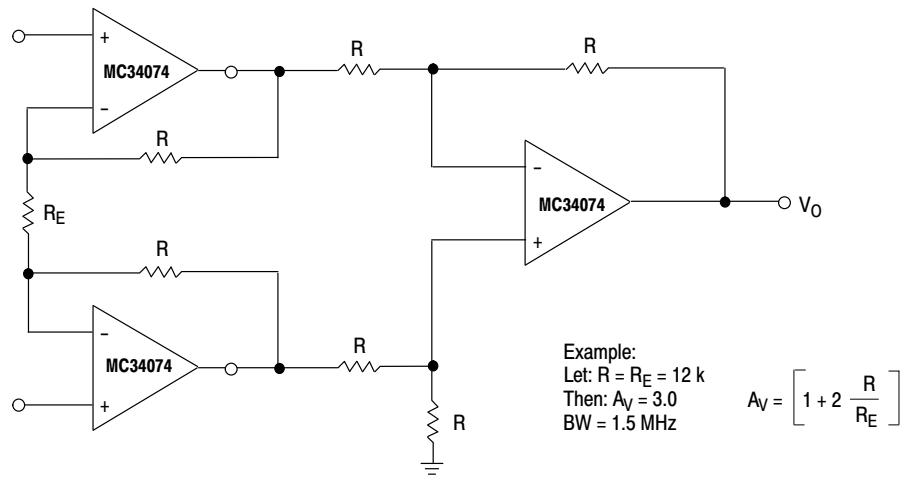 R
R
+
MC34074
−
R
R
−
MC34074
+
V_O
R_E
R
−
MC34074
+
R
R
Example:
Let: R = R_E = 12 k
Then: A_V = 3.0
BW = 1.5 MHz
A_V = [1 + 2 R/R_E]